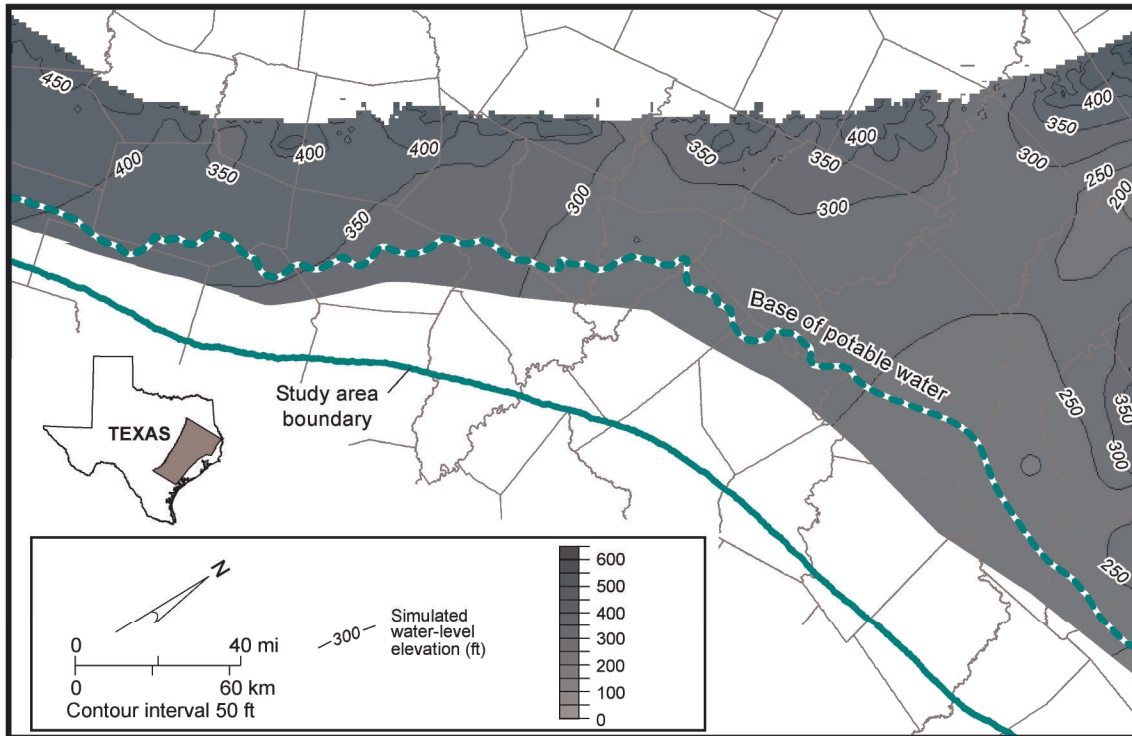 450
400
350
400
400
350
300
350
350
300
400
350
300
250
200
Base of potable water
250
350
300
250
Study area
boundary
TEXAS
N
0 40 mi
0 60 km
Contour interval 50 ft
300
Simulated
water-level
elevation (ft)
600
500
400
300
200
100
0